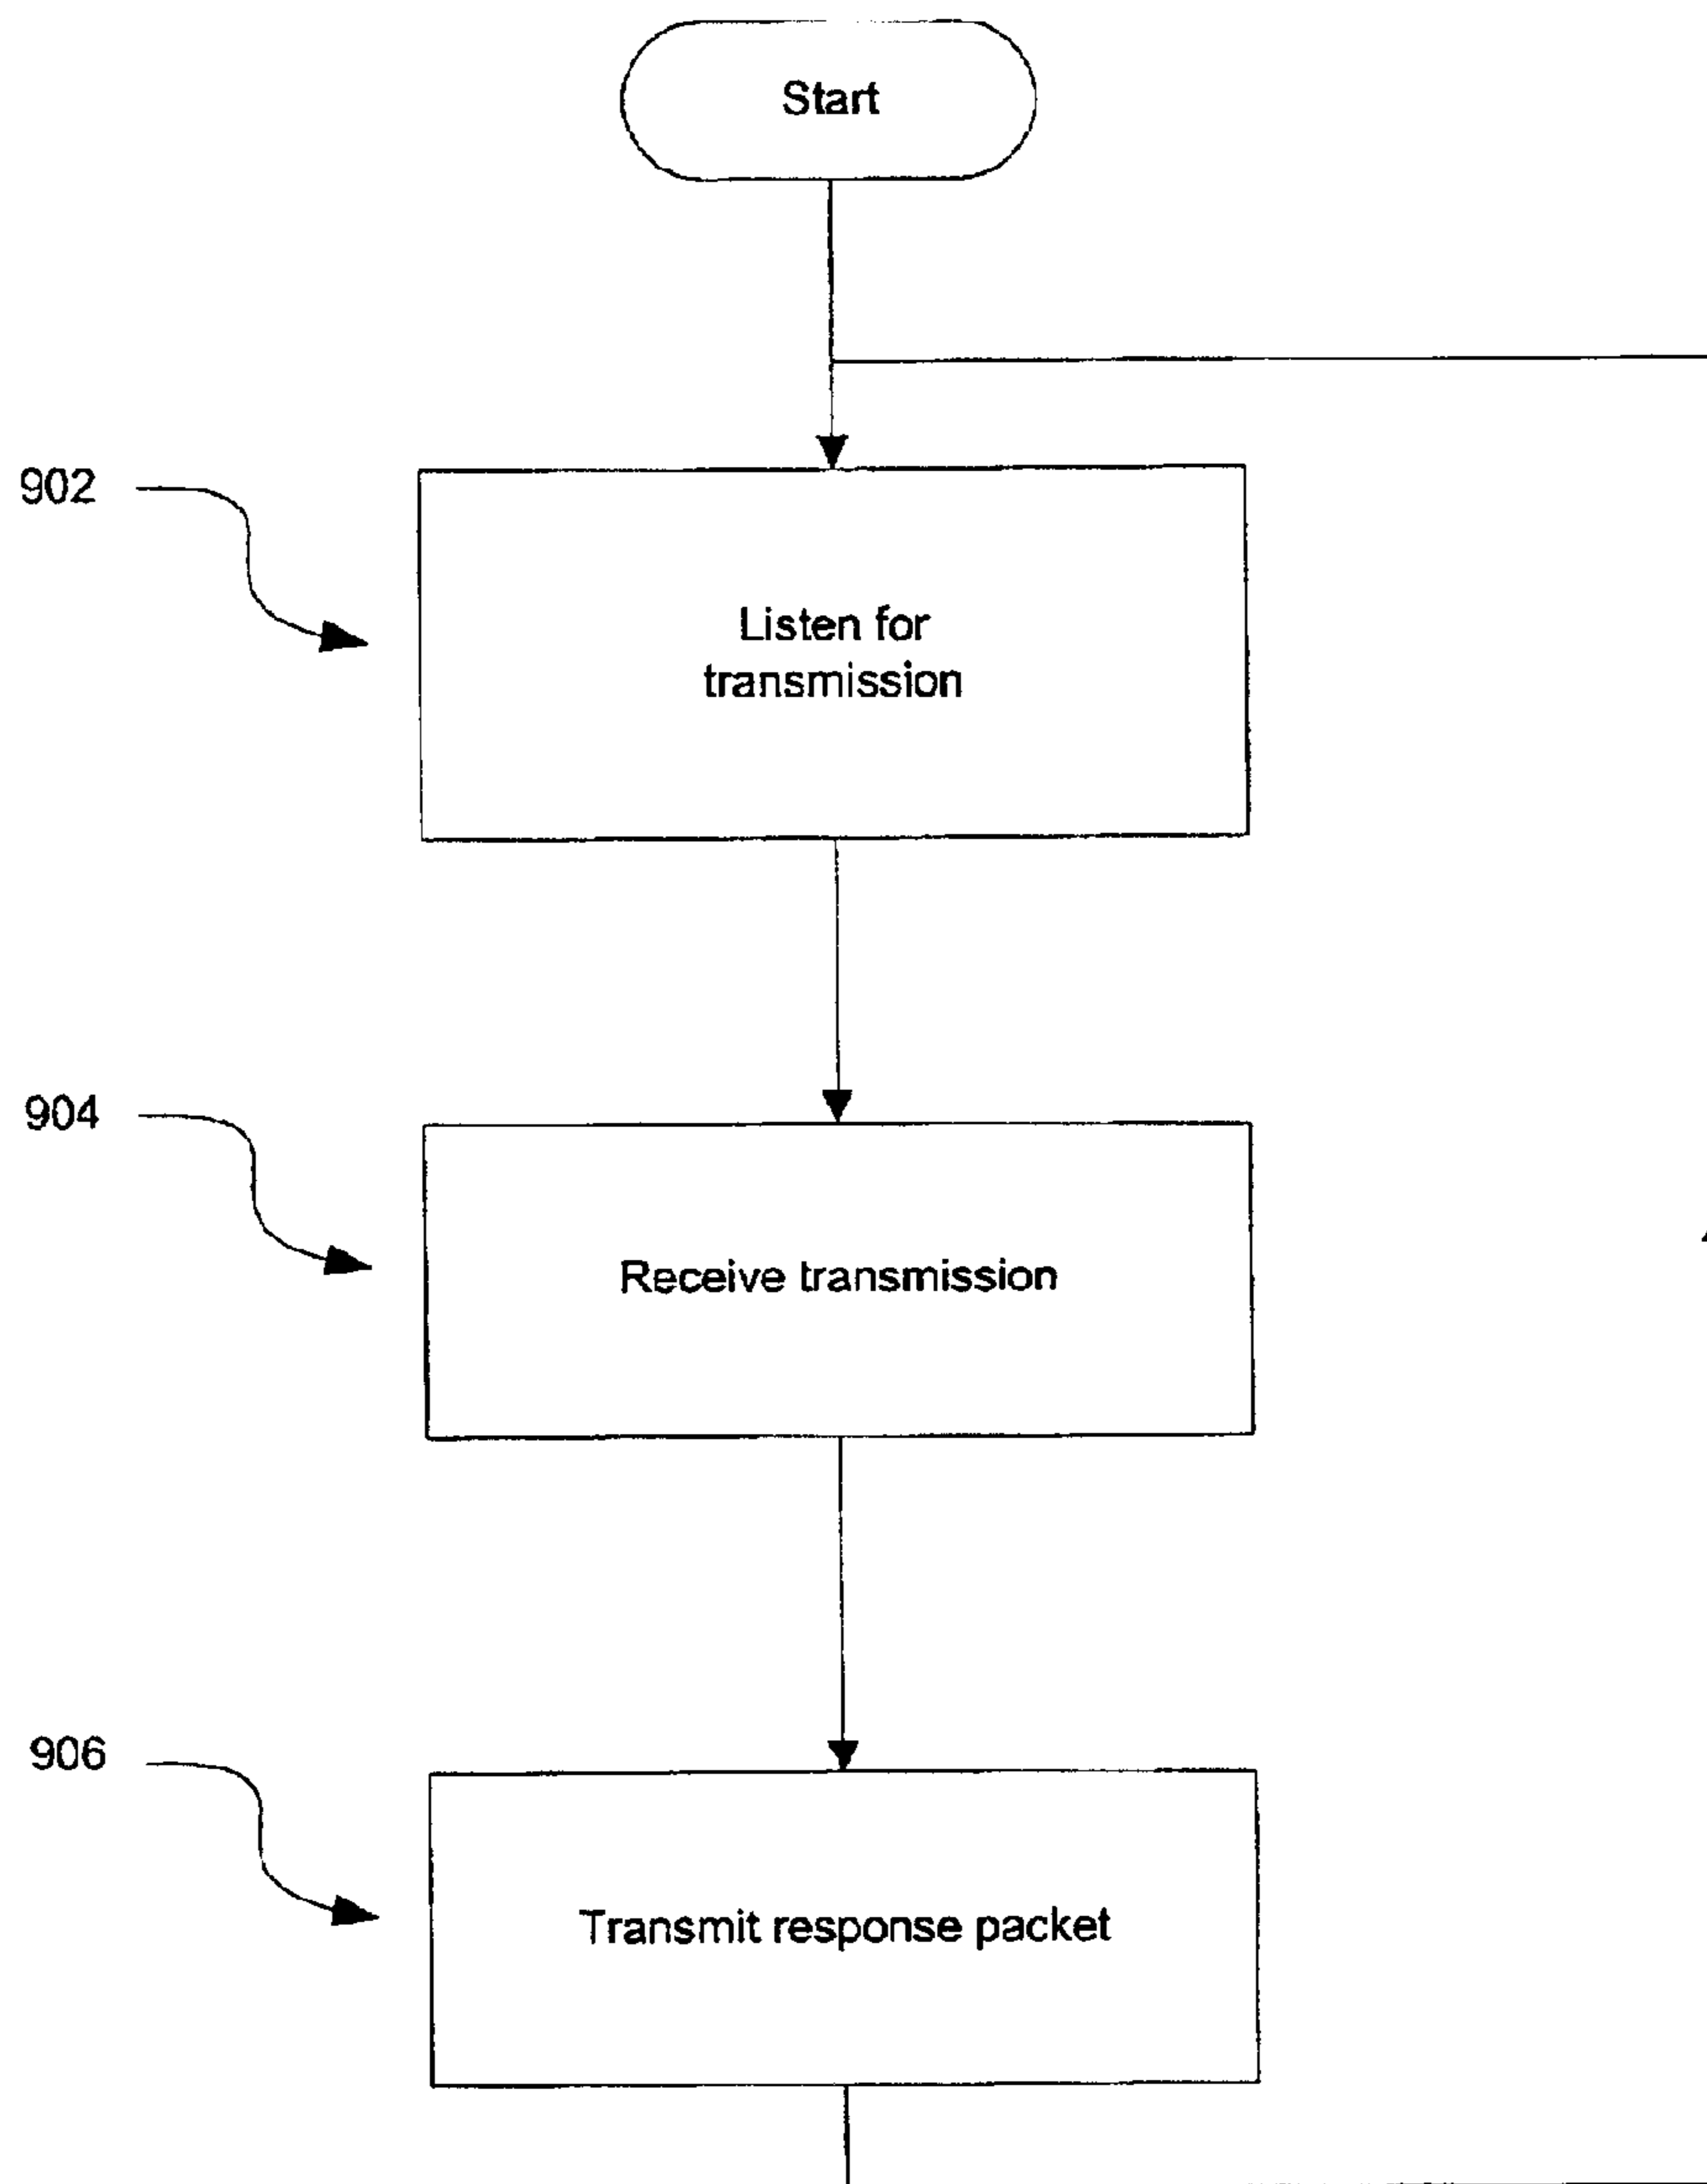 Start
902
Listen for
transmission
904
Receive transmission
906
Transmit response packet